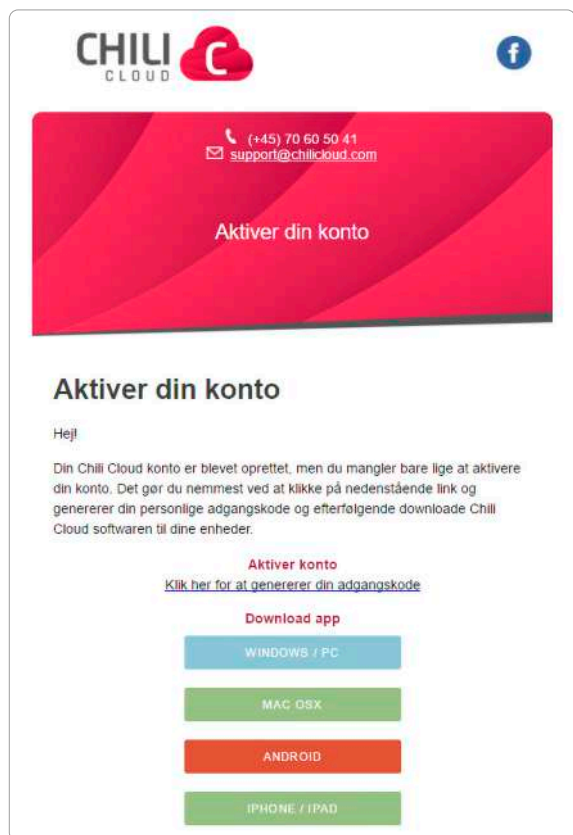 CHILI
CLOUD
C
f
(+45) 70 60 50 41
support@chilicloud.com
Aktiver din konto
Aktiver din konto
Hej!
Din Chili Cloud konto er blevet oprettet, men du mangler bare lige at aktivere
din konto. Det gør du nemmest ved at klikke på nedenstående link og
genererer din personlige adgangskode og efterfølgende downloade Chili
Cloud softwaren til dine enheder.
Aktiver konto
Klik her for at genererer din adgangskode
Download app
WINDOWS / PC
MAC OSX
ANDROID
IPHONE / IPAD